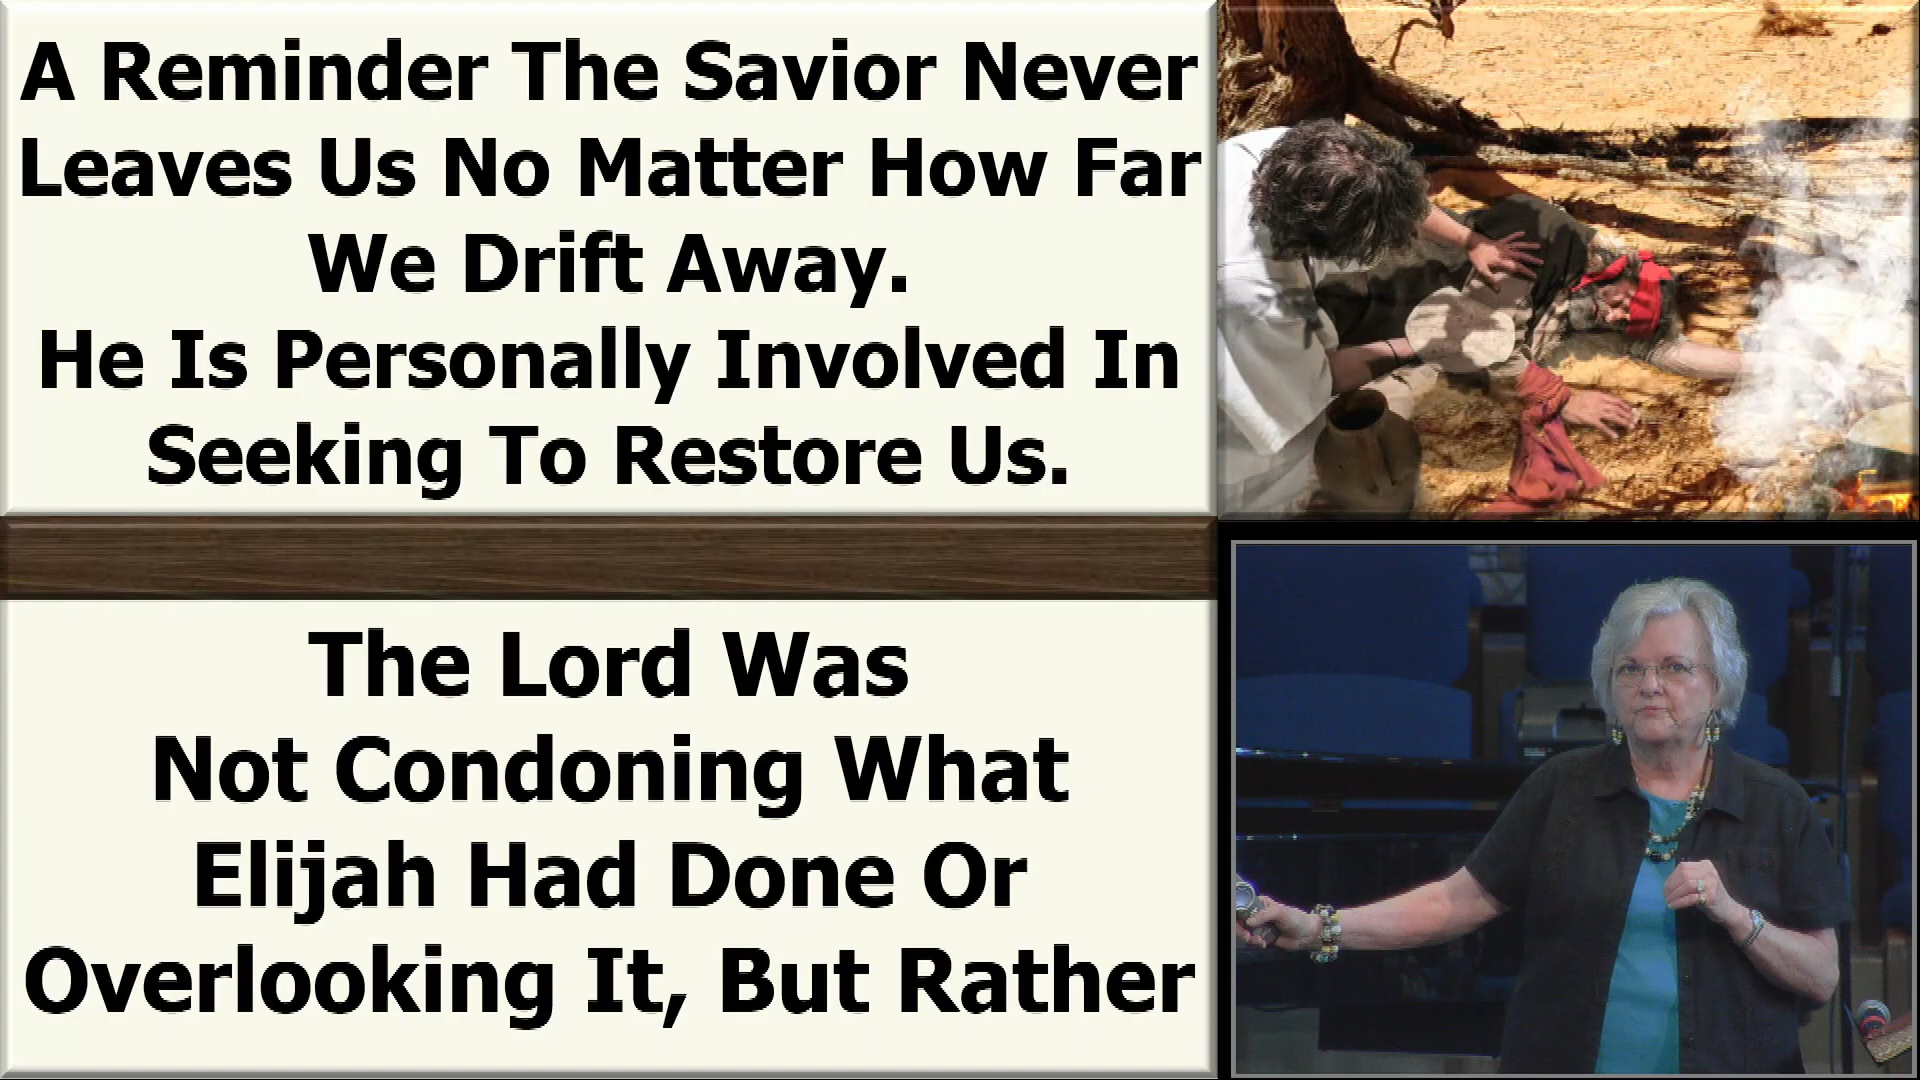 A Reminder The Savior Never
Leaves Us No Matter How Far
We Drift Away.
He Is Personally Involved In
Seeking To Restore Us.
The Lord Was
Not Condoning What
Elijah Had Done Or
Overlooking It, But Rather